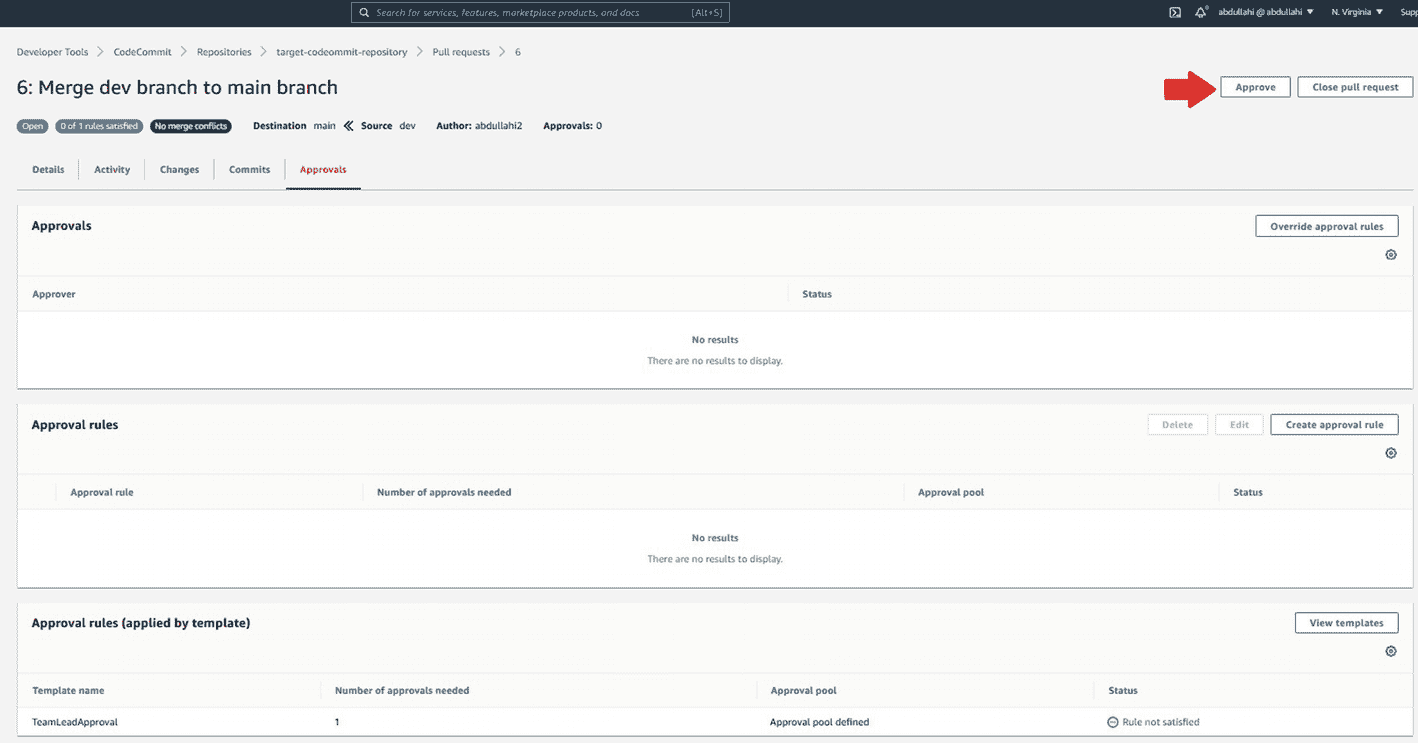 Search for services, features, marketplace products, and docs [Alt+S] abdullahi @ abdullahi N. Virginia Supp
Developer Tools CodeCommit Repositories target-codeommit-repository Pull requests 6
6: Merge dev branch to main branch Approve Close pull request
Open 0 of 1 rules satisfied No merge conflicts Destination main Source dev Author: abdullahi2 Approvals: 0
Details Activity Changes Commits Approvals
Approvals Override approval rules
Approver Status
No results
There are no results to display.
Approval rules Delete Edit Create approval rule
Approval rule Number of approvals needed Approval pool Status
No results
There are no results to display.
Approval rules (applied by template) View templates
Template name Number of approvals needed Approval pool Status
TeamLeadApproval 1 Approval pool defined Rule not satisfied